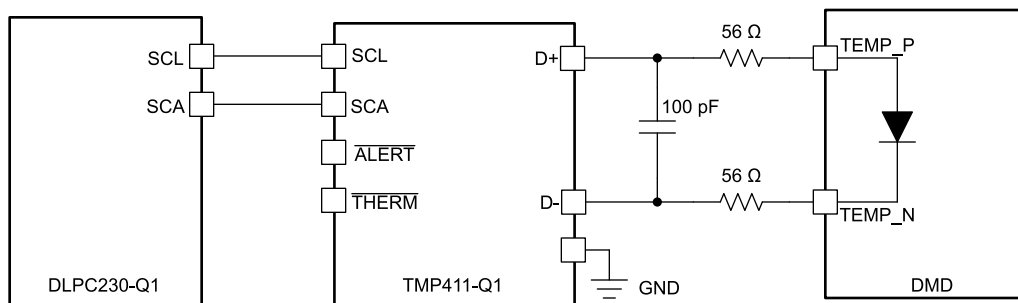 SCL
SCA
DLPC230-Q1
SCL
SCA
ALERT
THERM
D+
D-
TMP411-Q1
GND
56 Ω
100 pF
56 Ω
TEMP_P
TEMP_N
DMD